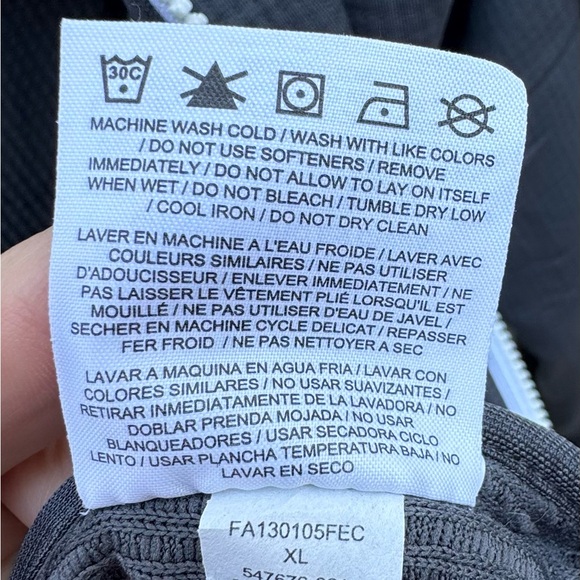 30C
MACHINE WASH COLD / WASH WITH LIKE COLORS
/ DO NOT USE SOFTENERS / REMOVE
IMMEDIATELY / DO NOT ALLOW TO LAY ON ITSELF
WHEN WET / DO NOT BLEACH / TUMBLE DRY LOW
/ COOL IRON / DO NOT DRY CLEAN
LAVER EN MACHINE A L'EAU FROIDE / LAVER AVEC
COULEURS SIMILAIRES / NE PAS UTILISER
D'ADOUCISSEUR / ENLEVER IMMEDIATEMENT / NE
PAS LAISSER LE VÊTEMENT PLIÉ LORSQU'IL EST
MOUILLÉ / NE PAS UTILISER D'EAU DE JAVEL /
SECHER EN MACHINE CYCLE DELICAT / REPASSER
FER FROID / NE PAS NETTOYER A SEC
LAVAR A MAQUINA EN AGUA FRIA / LAVAR CON
COLORES SIMILARES / NO USAR SUAVIZANTES /
RETIRAR INMEDIATAMENTE DE LA LAVADORA / NO
DOBLAR PRENDA MOJADA / NO USAR
BLANQUEADORES / USAR SECADORA CICLO
LENTO / USAR PLANCHA TEMPERATURA BAJA / NO
LAVAR EN SECO
FA130105FEC
XL